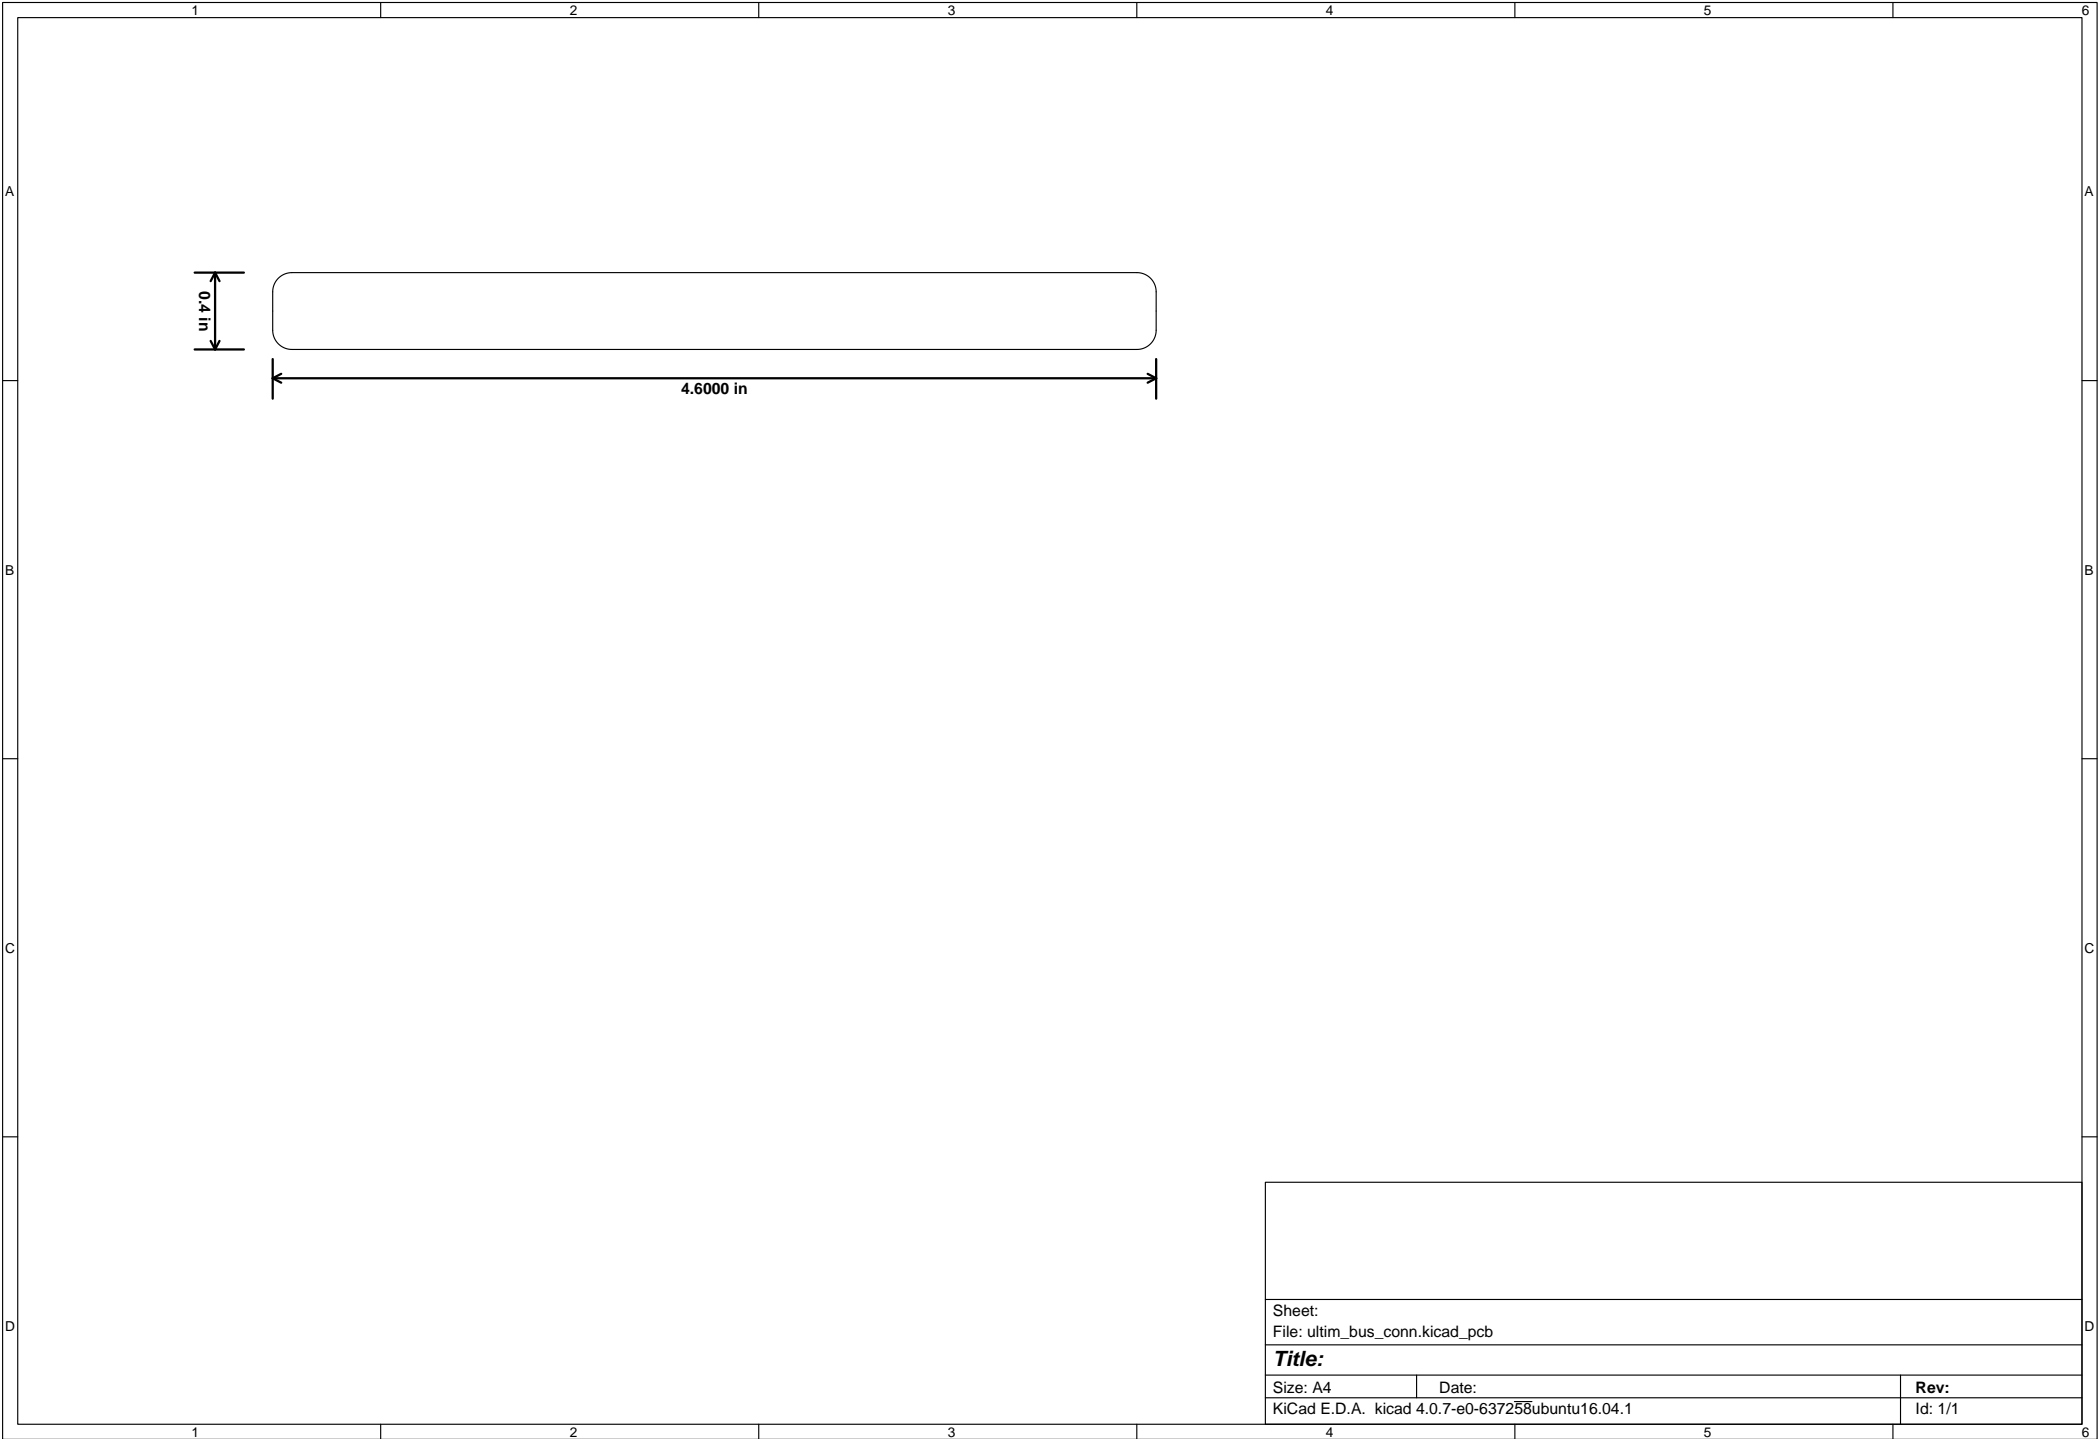 1 2 3 4 5 6
A A
0.4 in
4.6000 in
B B
C C
Sheet:
File: ultim_bus_conn.kicad_pcb
D D
Title:
Size: A4 Date: Rev:
KiCad E.D.A. kicad 4.0.7-e0-637258ubuntu16.04.1 Id: 1/1
1 2 3 4 5 6